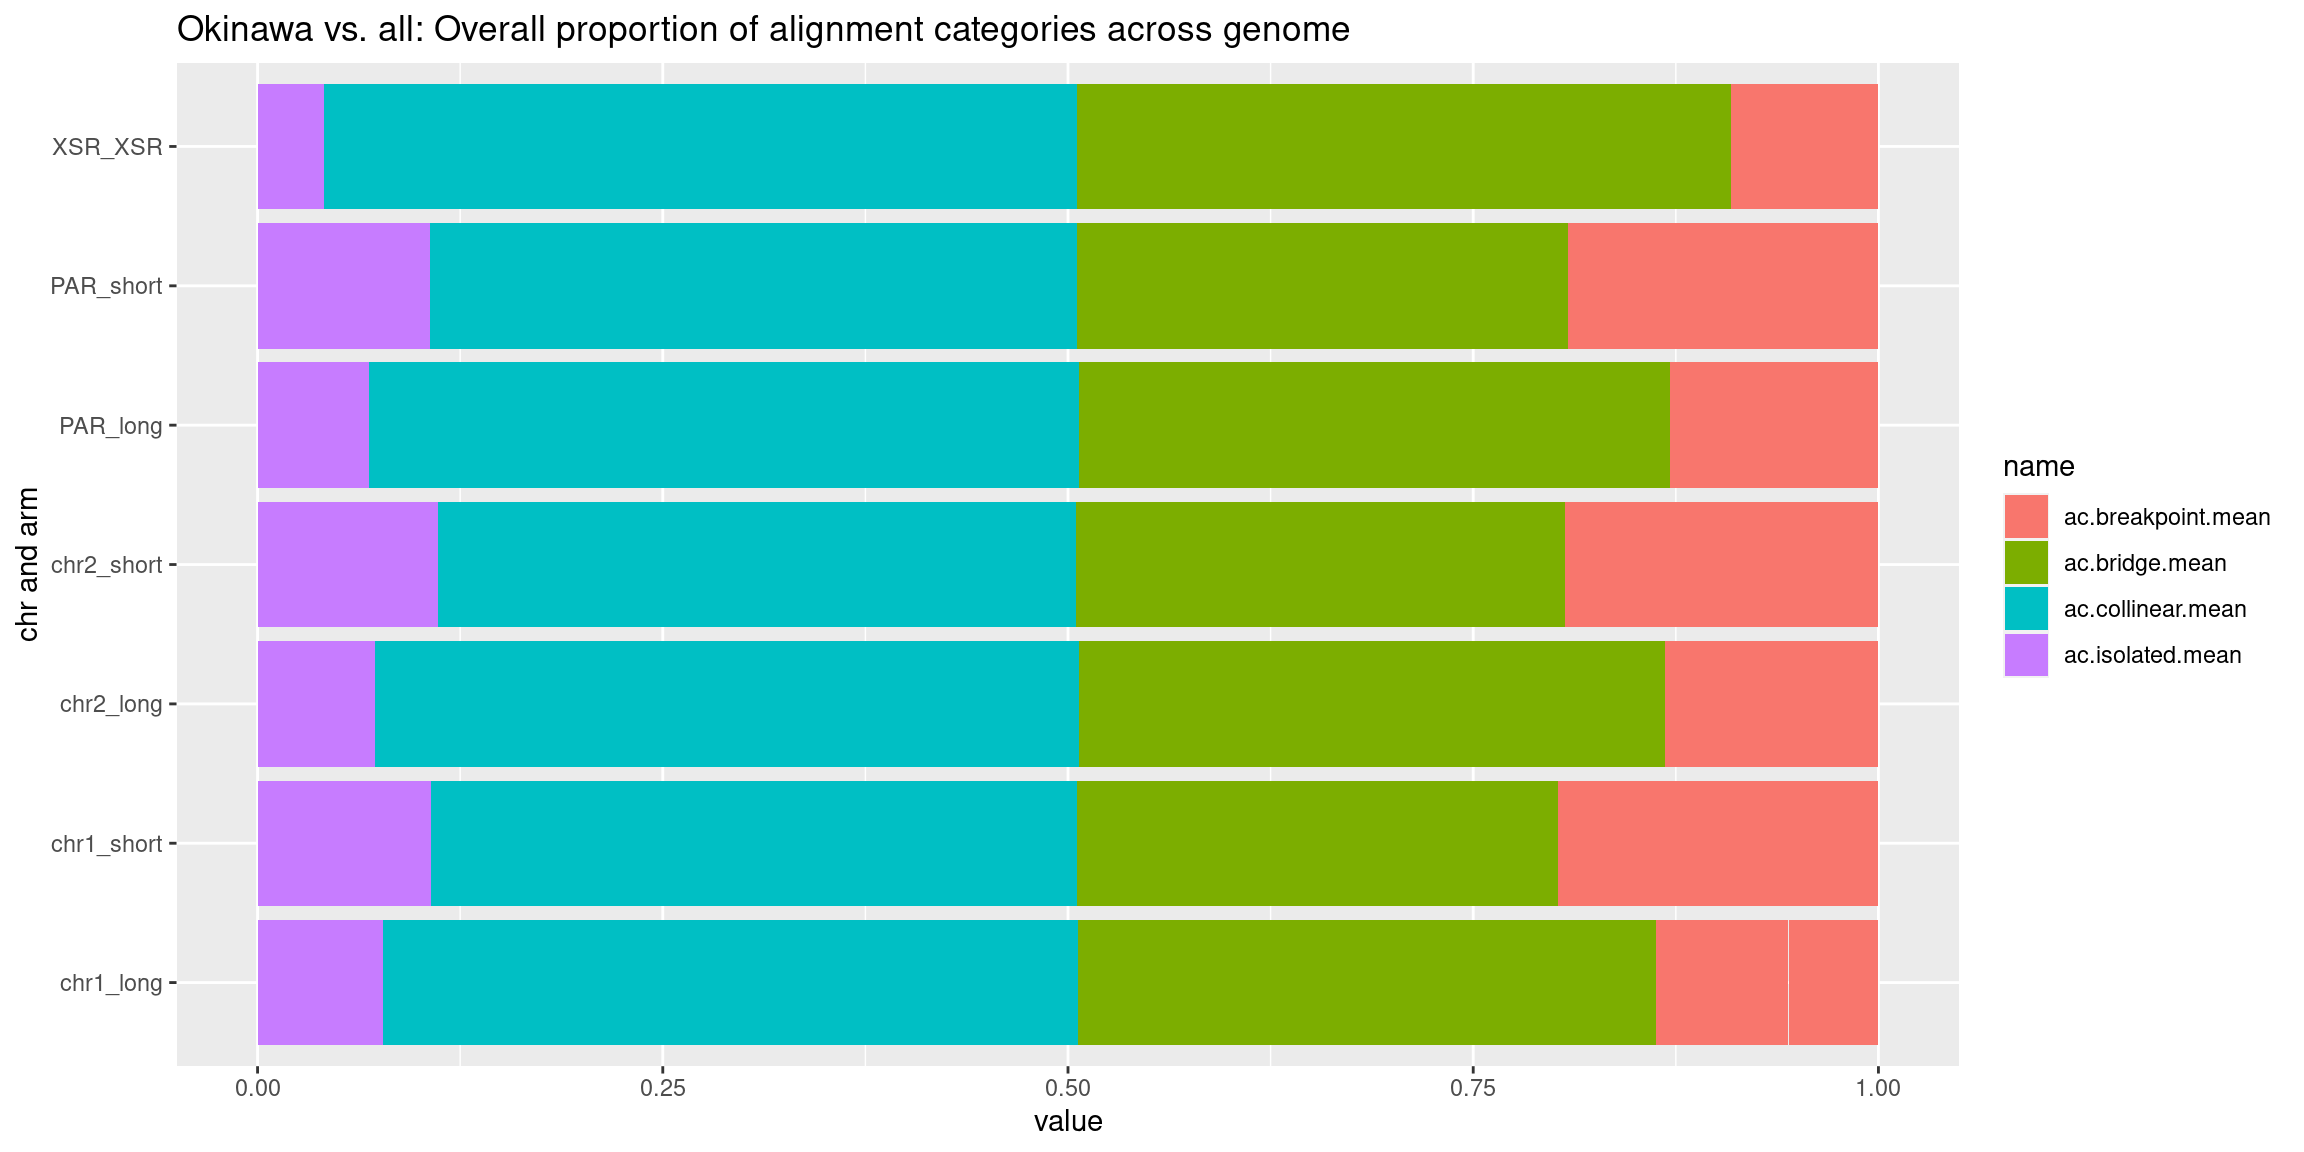 Okinawa vs. all: Overall proportion of alignment categories across genome
chr and arm
XSR_XSR
PAR_short
PAR_long
chr2_short
chr2_long
chr1_short
chr1_long
0.00
0.25
0.50
0.75
1.00
value
name
ac.breakpoint.mean
ac.bridge.mean
ac.collinear.mean
ac.isolated.mean